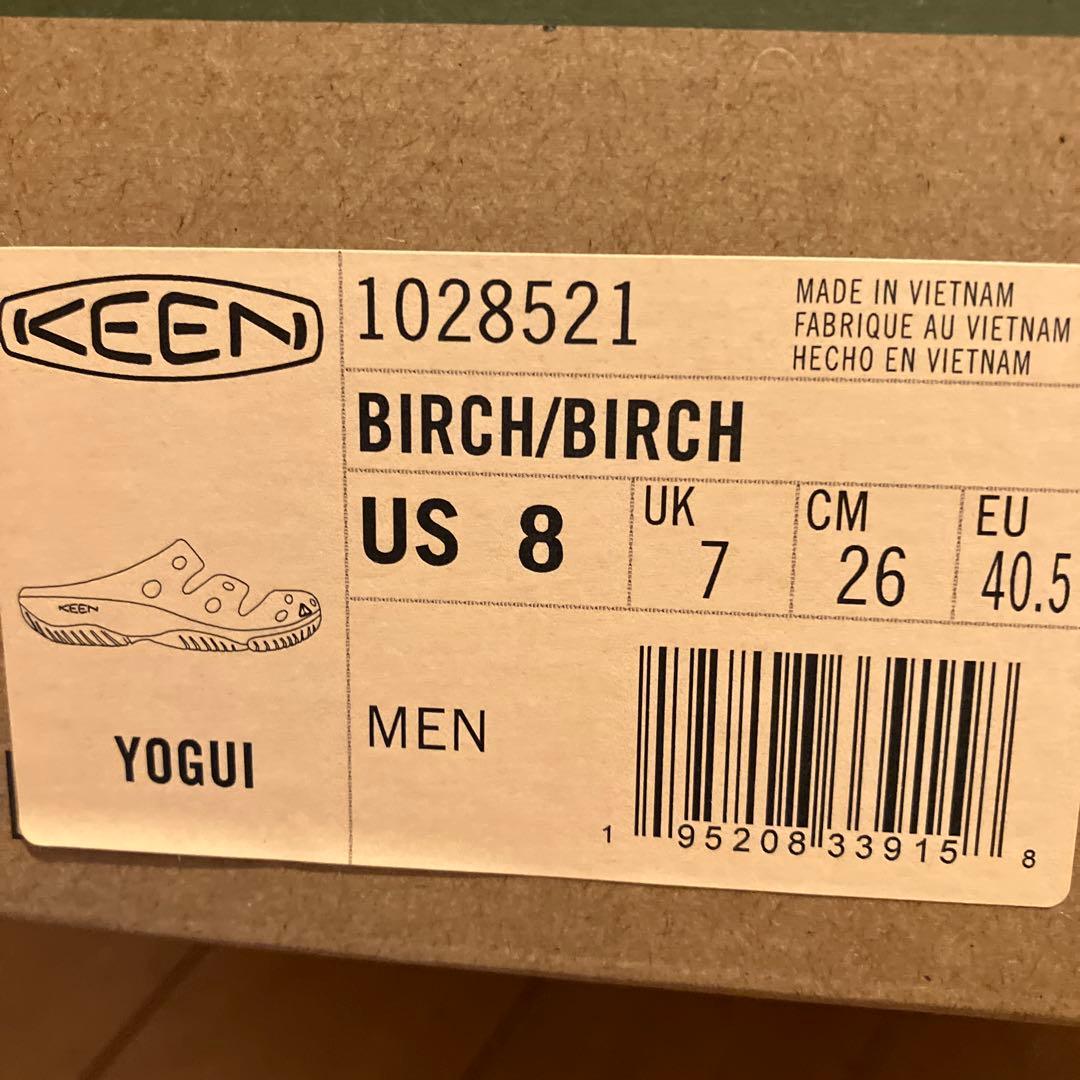 KEEN
1028521
MADE IN VIETNAM
FABRIQUE AU VIETNAM
HECHO EN VIETNAM
BIRCH/BIRCH
US 8
UK 7
CM 26
EU 40.5
KEEN
YOGUI
MEN
1 95208 33915 8